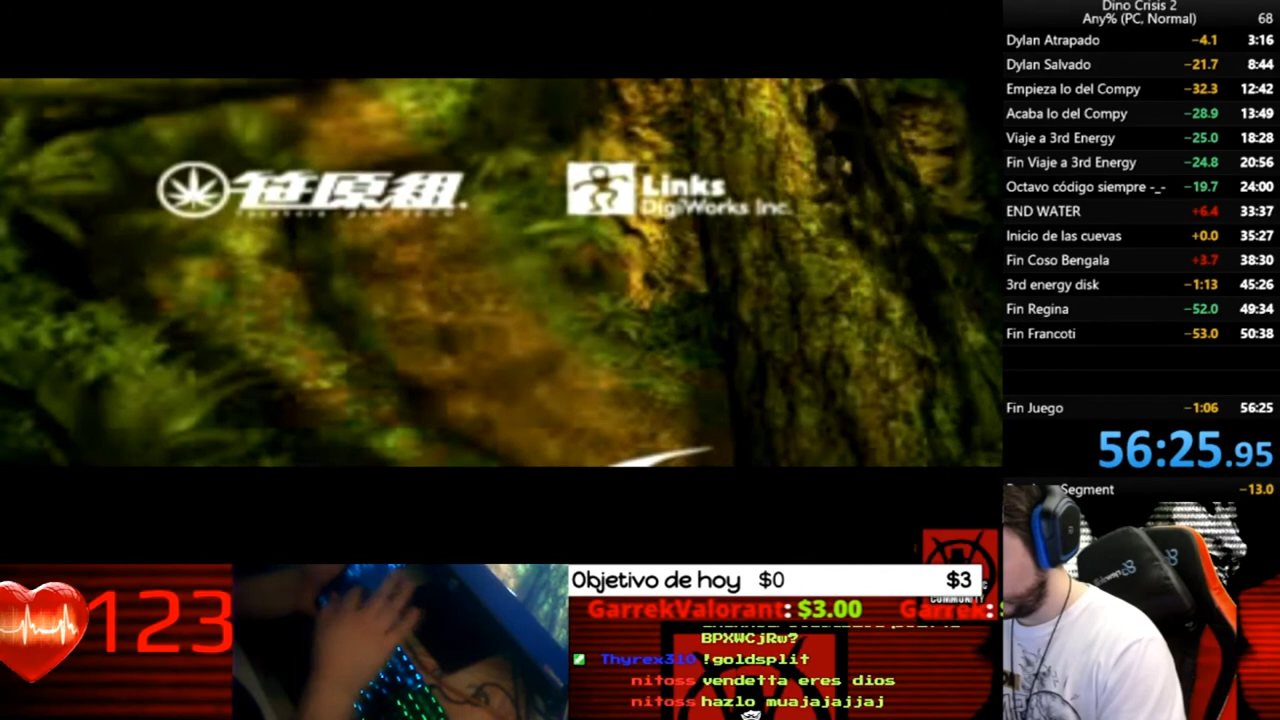 Dino Crisis 2
Any% (PC, Normal) 68
Dylan Atrapado −4.1 3:16
Dylan Salvado −21.7 8:44
Empieza lo del Compy −32.3 12:42
Acaba lo del Compy −28.9 13:49
Viaje a 3rd Energy −25.0 18:28
Fin Viaje a 3rd Energy −24.8 20:56
Octavo código siempre -_- −19.7 24:00
END WATER +6.4 33:37
Inicio de las cuevas +0.0 35:27
Fin Coso Bengala +3.7 38:30
3rd energy disk −1:13 45:26
Fin Regina −52.0 49:34
Fin Francoti −53.0 50:38
Fin Juego −1:06 56:25
56:25.95
Segment −13.0
笹原組.
Links
DigiWorks Inc.
123
Objetivo de hoy $0 $3
COMMUNITY
GarrekValorant: $3.00 Garrek:
BPXWCjRw?
Thyrex310 !goldsplit
nitoss vendetta eres dios
nitoss hazlo muajajajjaj